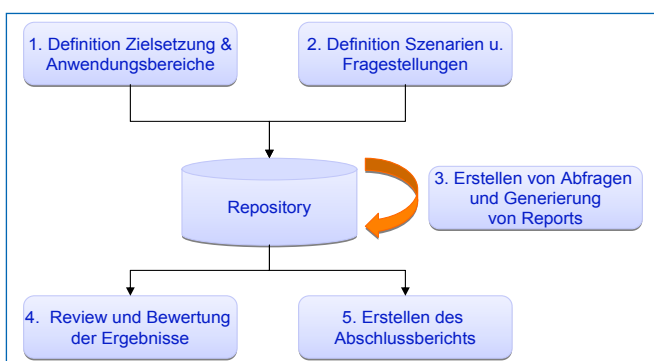 1. Definition Zielsetzung &
Anwendungsbereiche
2. Definition Szenarien u.
Fragestellungen
Repository
3. Erstellen von Abfragen
und Generierung
von Reports
4. Review und Bewertung
der Ergebnisse
5. Erstellen des
Abschlussberichts